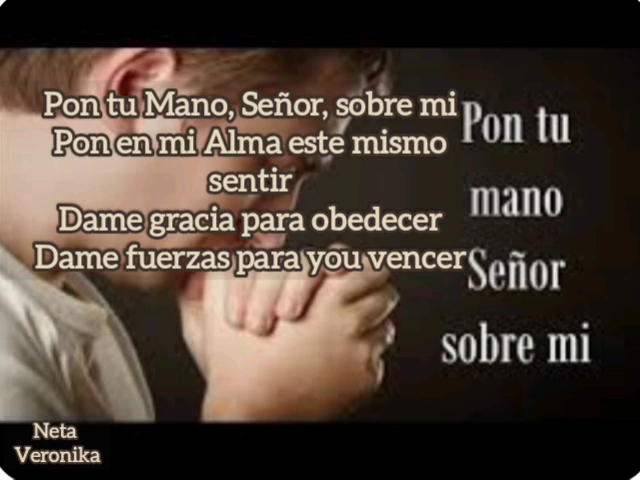 Pon tu Mano, Señor, sobre mi
Pon en mi Alma este mismo
sentir
Dame gracia para obedecer
Dame fuerzas para you vencer
Pon tu
mano
Señor
sobre mi
Neta
Veronika